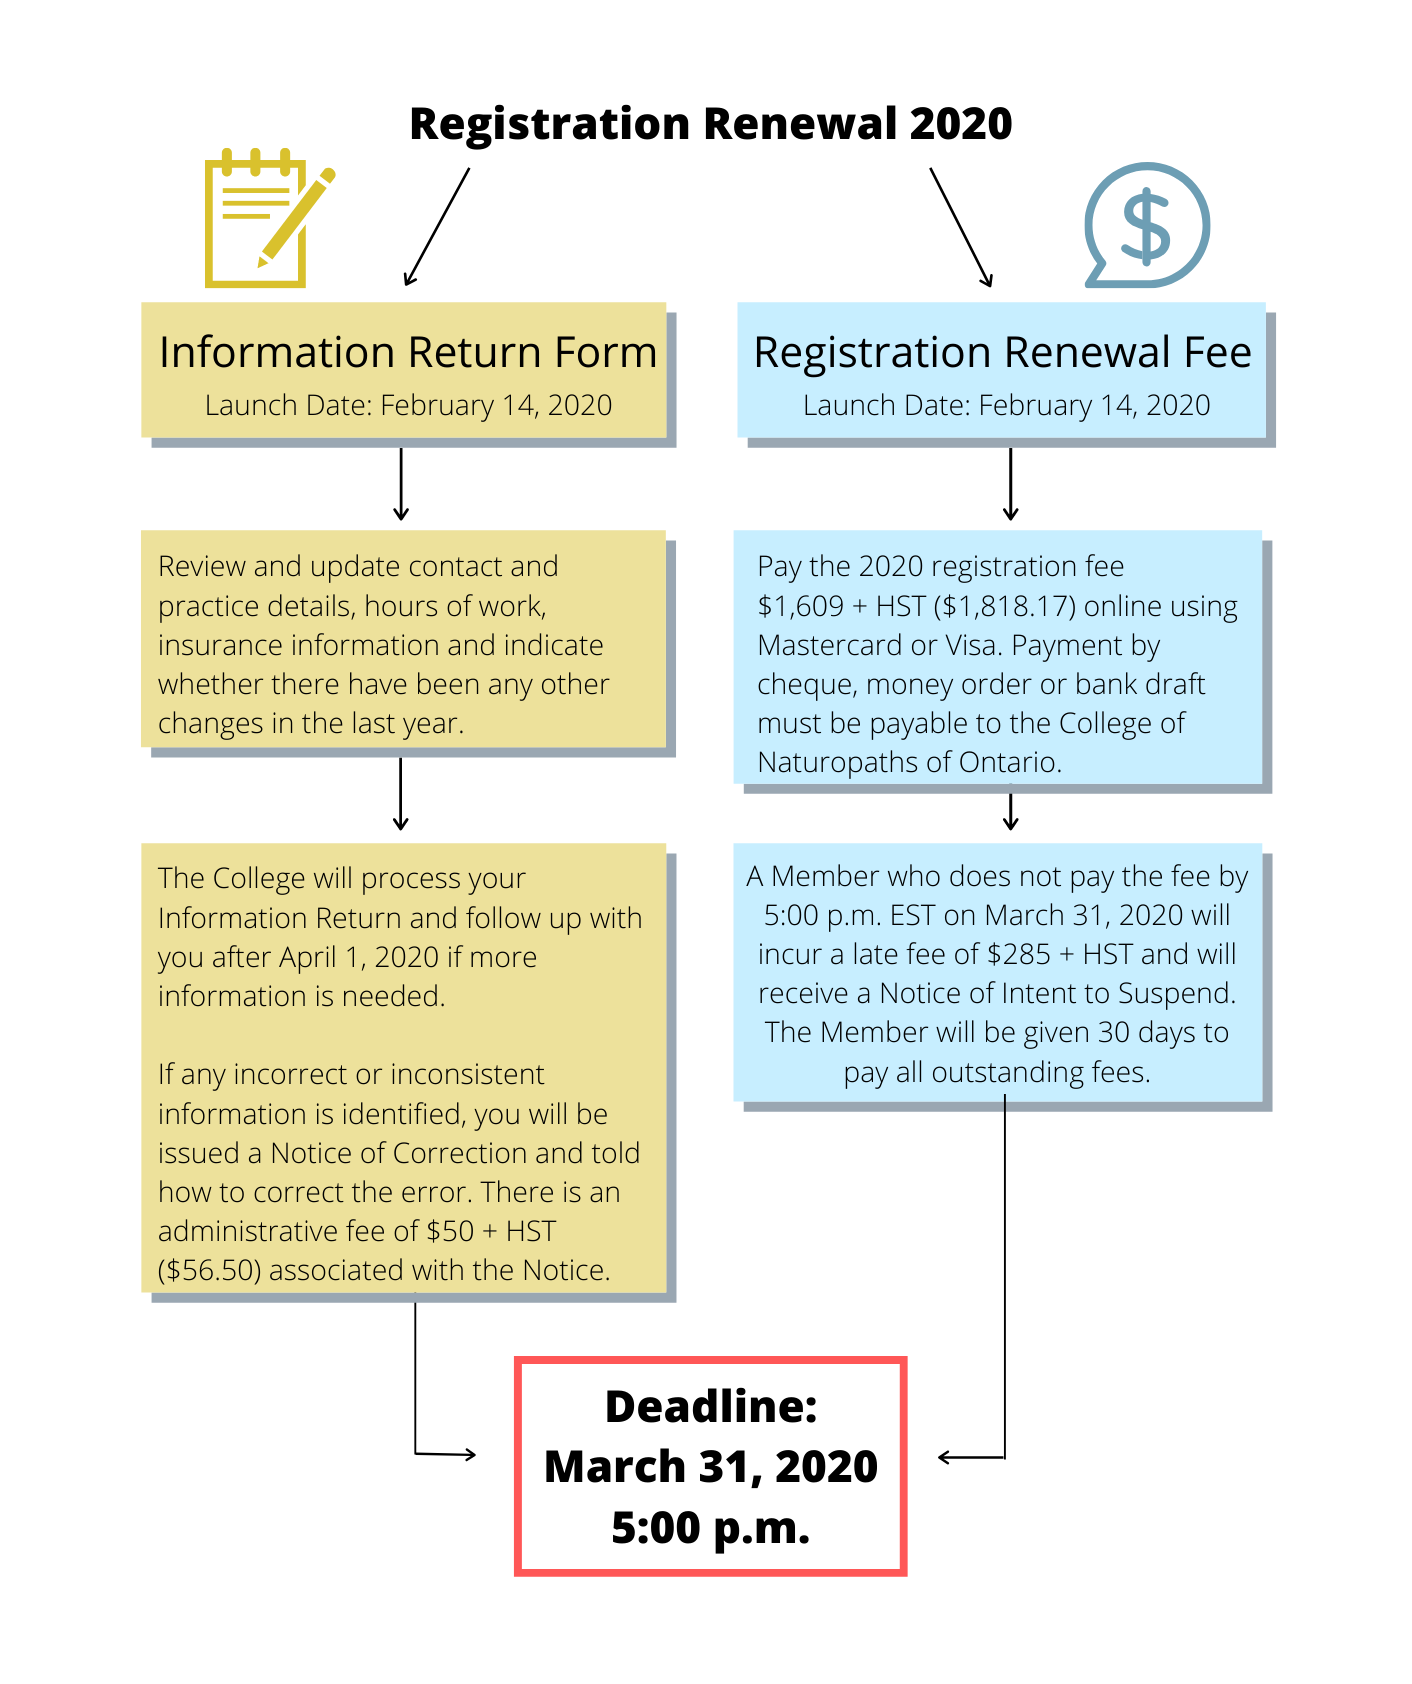 Registration Renewal 2020
Information Return Form
Launch Date: February 14, 2020
Review and update contact and
practice details, hours of work,
insurance information and indicate
whether there have been any other
changes in the last year.
The College will process your
Information Return and follow up with
you after April 1, 2020 if more
information is needed.
If any incorrect or inconsistent
information is identified, you will be
issued a Notice of Correction and told
how to correct the error. There is an
administrative fee of $50 + HST
($56.50) associated with the Notice.
$
Registration Renewal Fee
Launch Date: February 14, 2020
Pay the 2020 registration fee
$1,609 + HST ($1,818.17) online using
Mastercard or Visa. Payment by
cheque, money order or bank draft
must be payable to the College of
Naturopaths of Ontario.
A Member who does not pay the fee by
5:00 p.m. EST on March 31, 2020 will
incur a late fee of $285 + HST and will
receive a Notice of Intent to Suspend.
The Member will be given 30 days to
pay all outstanding fees.
Deadline:
March 31, 2020
5:00 p.m.